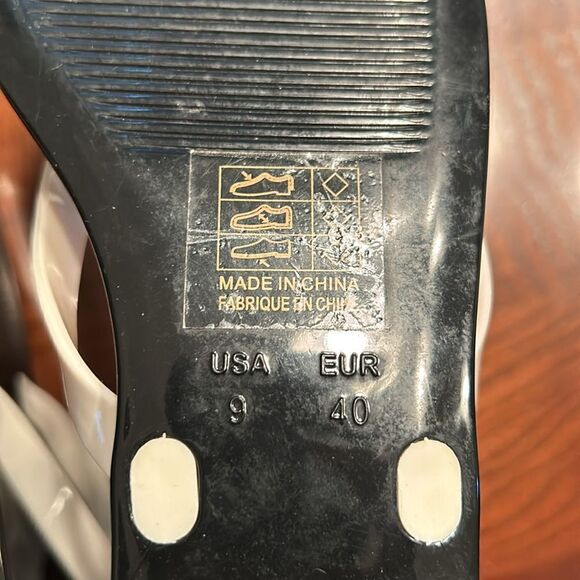 MADE IN CHINA
FABRIQUE EN CHINE
USA EUR
9 40